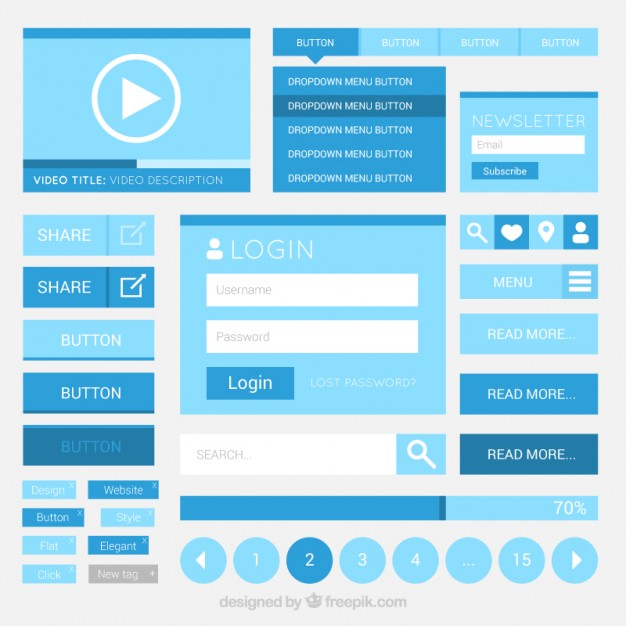 BUTTON BUTTON BUTTON BUTTON
DROPDOWN MENU BUTTON
DROPDOWN MENU BUTTON
DROPDOWN MENU BUTTON
DROPDOWN MENU BUTTON
DROPDOWN MENU BUTTON
VIDEO TITLE: VIDEO DESCRIPTION
NEWSLETTER
Email
Subscribe
SHARE
SHARE
BUTTON
BUTTON
BUTTON
Design x Website x
Button x Style x
Flat x Elegant x
Click x New tag +
LOGIN
Username
Password
Login LOST PASSWORD?
MENU
READ MORE...
READ MORE...
READ MORE...
SEARCH...
70%
1 2 3 4 ... 15
designed by freepik.com